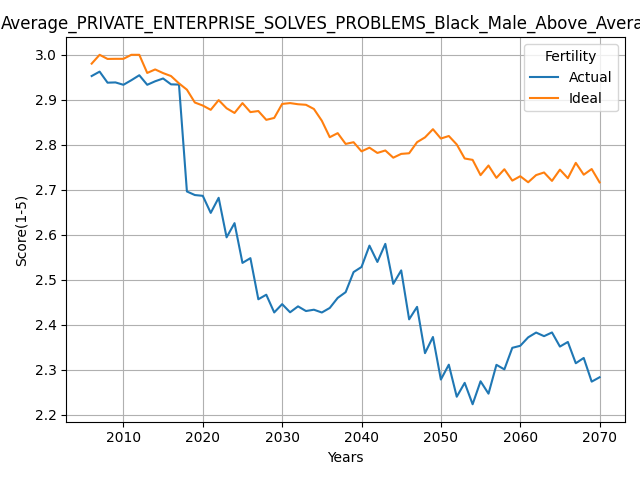 Average_PRIVATE_ENTERPRISE_SOLVES_PROBLEMS_Black_Male_Above_Avera
3.0
2.9
2.8
2.7
2.6
2.5
2.4
2.3
2.2
Score(1-5)
Fertility
Actual
Ideal
2010
2020
2030
2040
2050
2060
2070
Years